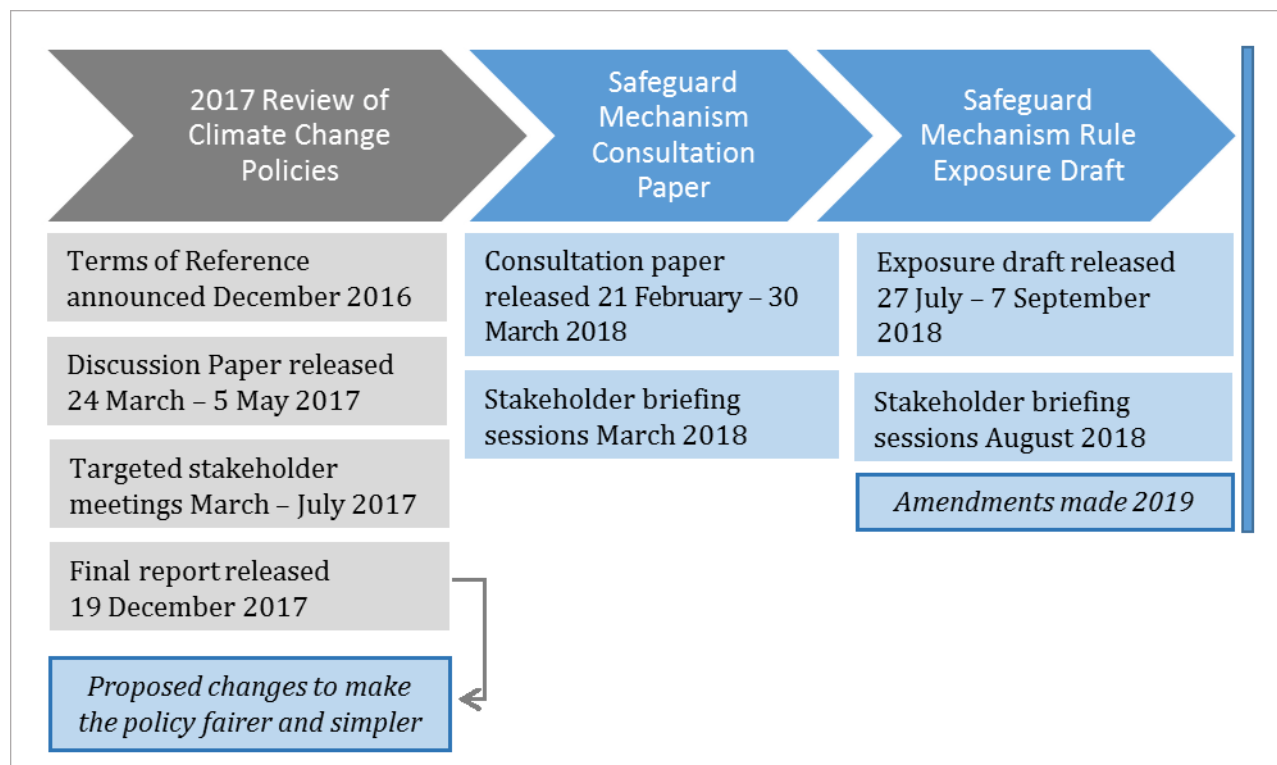 2017 Review of
Climate Change
Policies
Safeguard
Mechanism
Consultation
Paper
Safeguard
Mechanism Rule
Exposure Draft
Terms of Reference
announced December 2016
Discussion Paper released
24 March – 5 May 2017
Targeted stakeholder
meetings March – July 2017
Final report released
19 December 2017
Proposed changes to make
the policy fairer and simpler
Consultation paper
released 21 February – 30
March 2018
Stakeholder briefing
sessions March 2018
Exposure draft released
27 July – 7 September
2018
Stakeholder briefing
sessions August 2018
Amendments made 2019